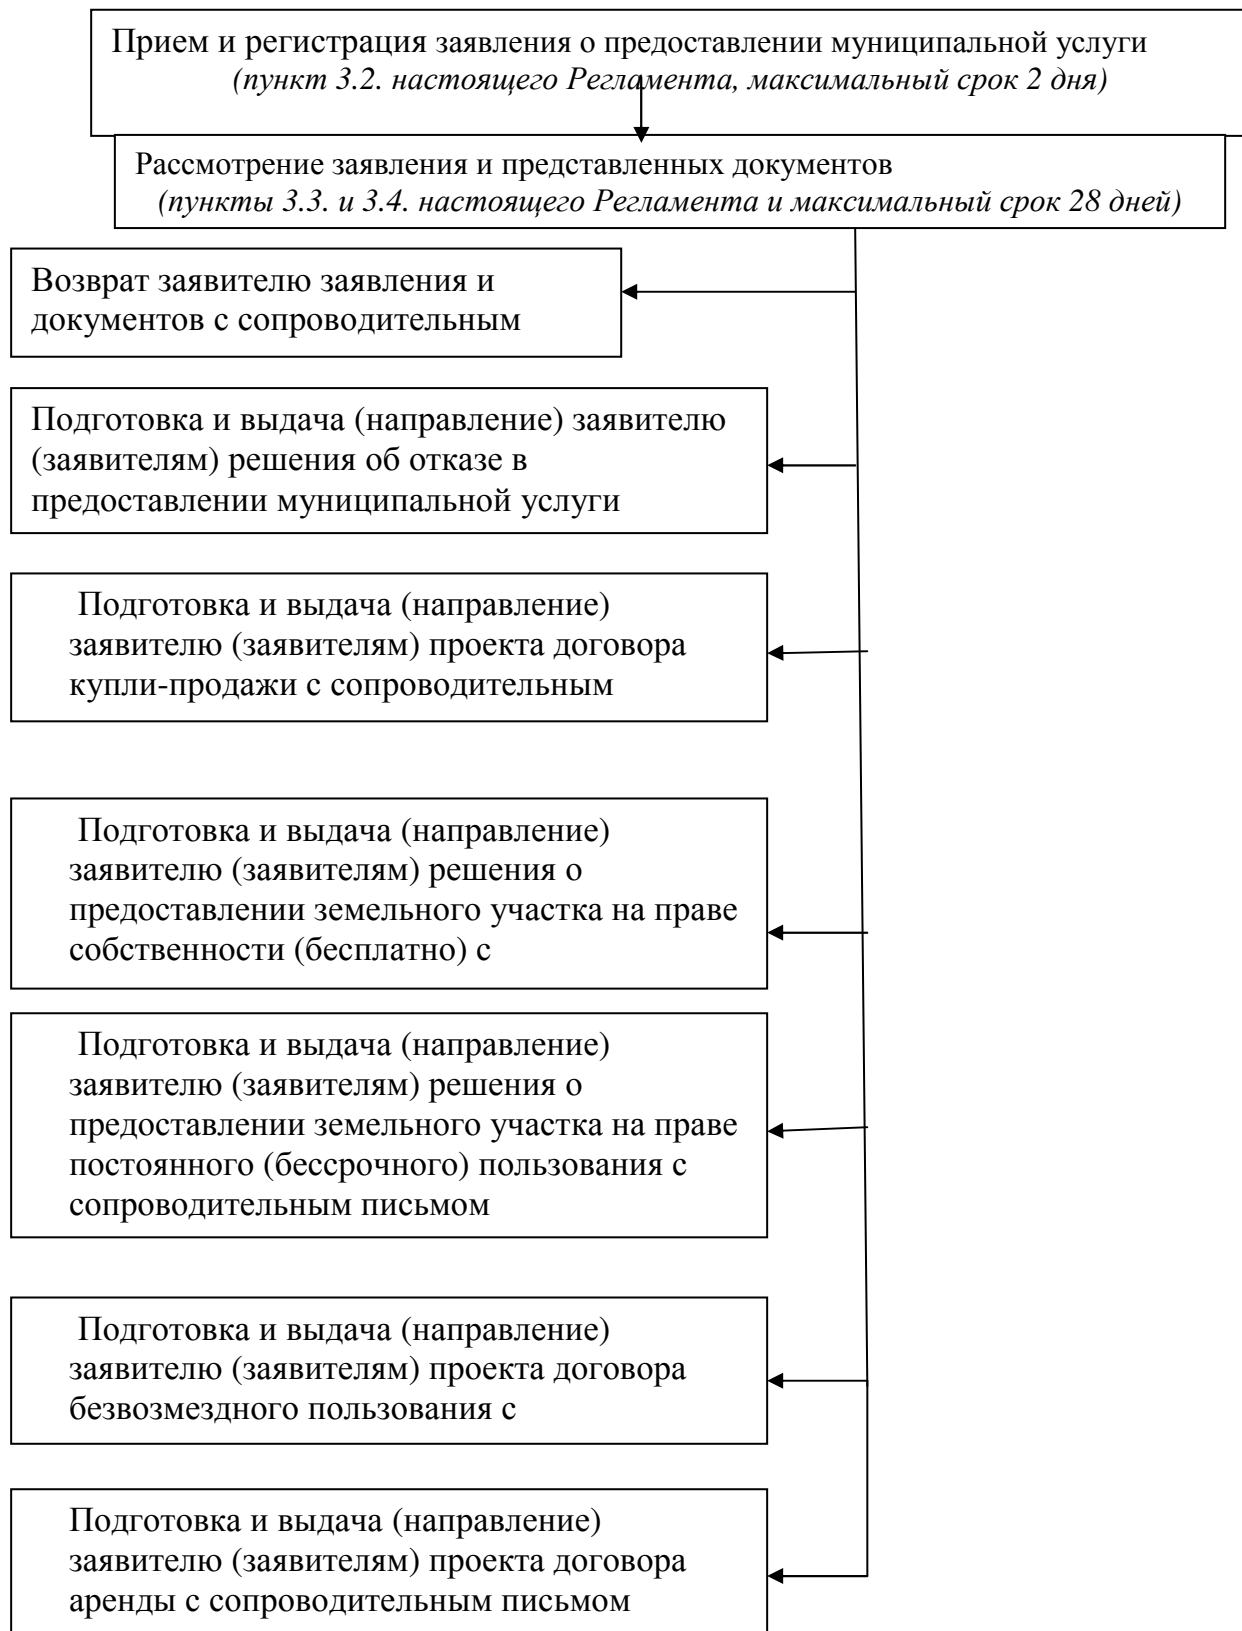 Прием и регистрация заявления о предоставлении муниципальной услуги
(пункт 3.2. настоящего Регламента, максимальный срок 2 дня)
Рассмотрение заявления и представленных документов
(пункты 3.3. и 3.4. настоящего Регламента и максимальный срок 28 дней)
Возврат заявителю заявления и
документов с сопроводительным
Подготовка и выдача (направление) заявителю
(заявителям) решения об отказе в
предоставлении муниципальной услуги
Подготовка и выдача (направление)
заявителю (заявителям) проекта договора
купли-продажи с сопроводительным
Подготовка и выдача (направление)
заявителю (заявителям) решения о
предоставлении земельного участка на праве
собственности (бесплатно) с
Подготовка и выдача (направление)
заявителю (заявителям) решения о
предоставлении земельного участка на праве
постоянного (бессрочного) пользования с
сопроводительным письмом
Подготовка и выдача (направление)
заявителю (заявителям) проекта договора
безвозмездного пользования с
Подготовка и выдача (направление)
заявителю (заявителям) проекта договора
аренды с сопроводительным письмом